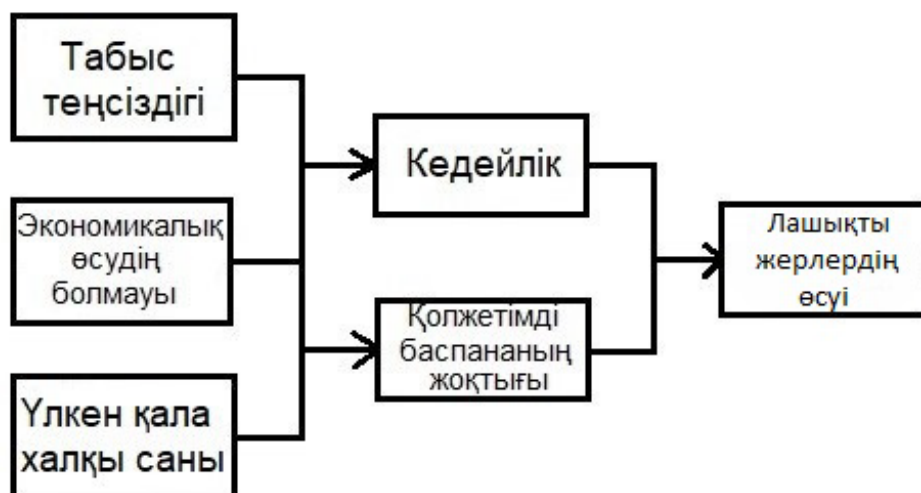 Табыс
теңсіздігі
Экономикалық
өсудің
болмауы
Үлкен қала
халқы саны
Кедейлік
Қолжетімді
баспананың
жоқтығы
Лашықты
жерлердің
өсуі